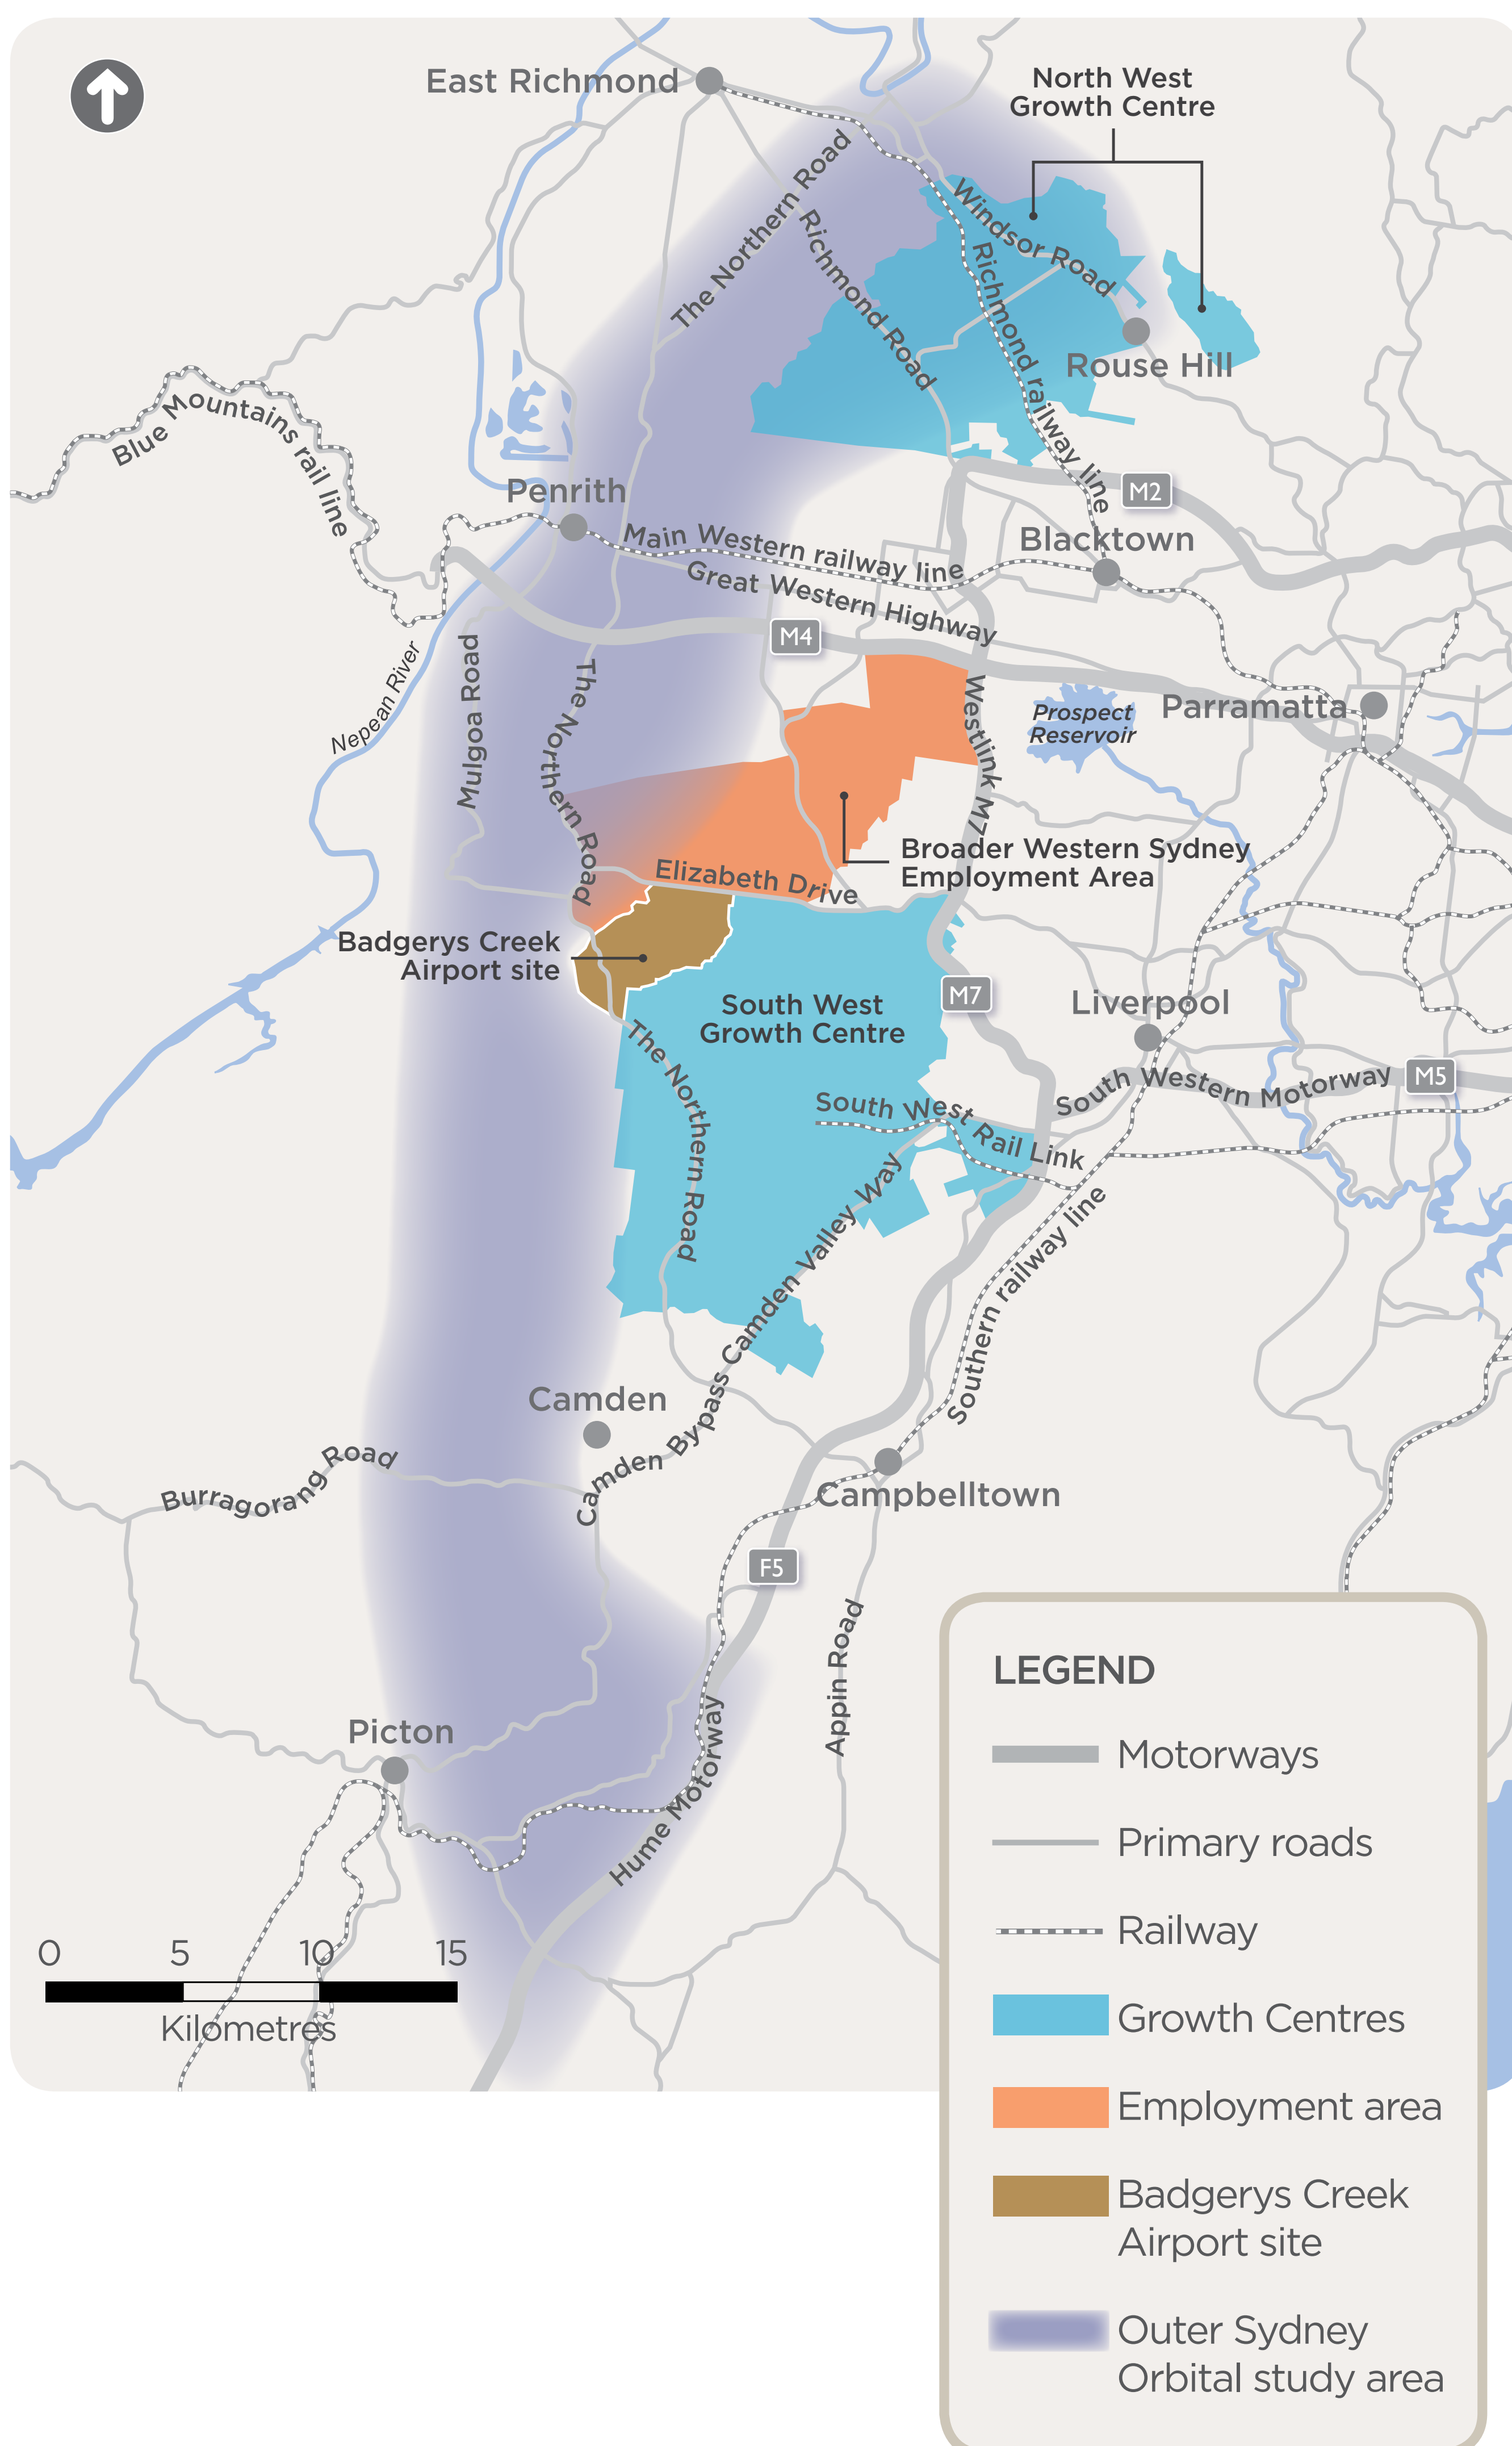 East Richmond
North West
Growth Centre
The Northern Road
Windsor Road
Richmond Road
Richmond railway line
Rouse Hill
Blue Mountains rail line
Penrith
M2
Main Western railway line
Blacktown
Great Western Highway
M4
Nepean River
Mulgoa Road
The Northern Road
Westlink M7
Prospect
Reservoir
Parramatta
Broader Western Sydney
Employment Area
Elizabeth Drive
Badgerys Creek
Airport site
South West
Growth Centre
M7
Liverpool
The Northern Road
South Western Motorway
M5
South West Rail Link
Camden Valley Way
Southern railway line
Camden
Camden Bypass
Burragorang Road
Campbelltown
F5
Appin Road
Picton
Hume Motorway
0 5 10 15
Kilometres
LEGEND
Motorways
Primary roads
Railway
Growth Centres
Employment area
Badgerys Creek
Airport site
Outer Sydney
Orbital study area